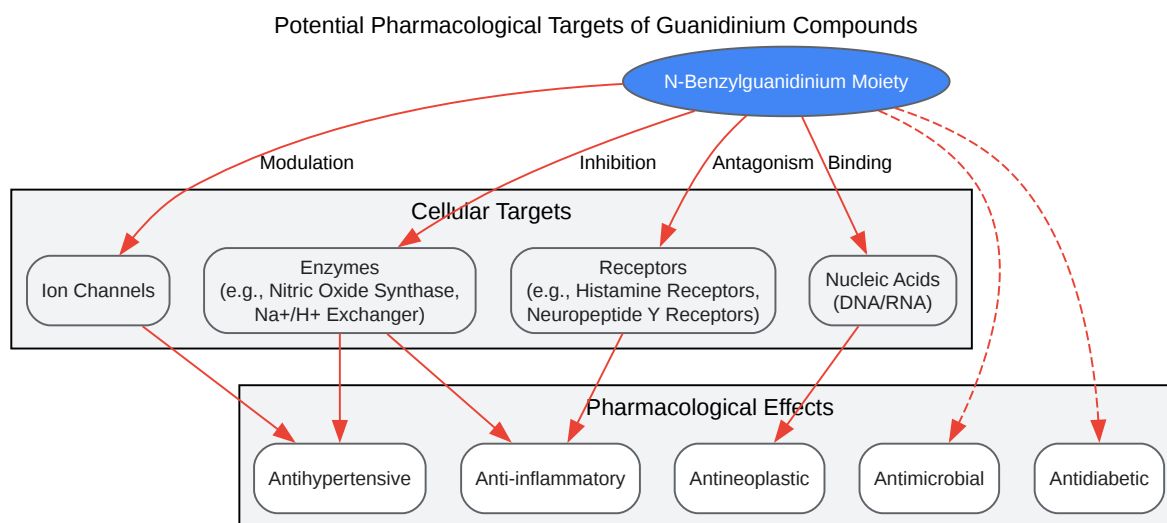 Potential Pharmacological Targets of Guanidinium Compounds
N-Benzylguanidinium Moiety
Modulation
Inhibition
Antagonism
Binding
Cellular Targets
Ion Channels
Enzymes
(e.g., Nitric Oxide Synthase,
Na+/H+ Exchanger)
Receptors
(e.g., Histamine Receptors,
Neuropeptide Y Receptors)
Nucleic Acids
(DNA/RNA)
Pharmacological Effects
Antihypertensive
Anti-inflammatory
Antineoplastic
Antimicrobial
Antidiabetic